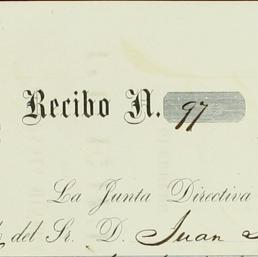 Recibo N. 97
La Junta Directiva
del Sr. D. Juan